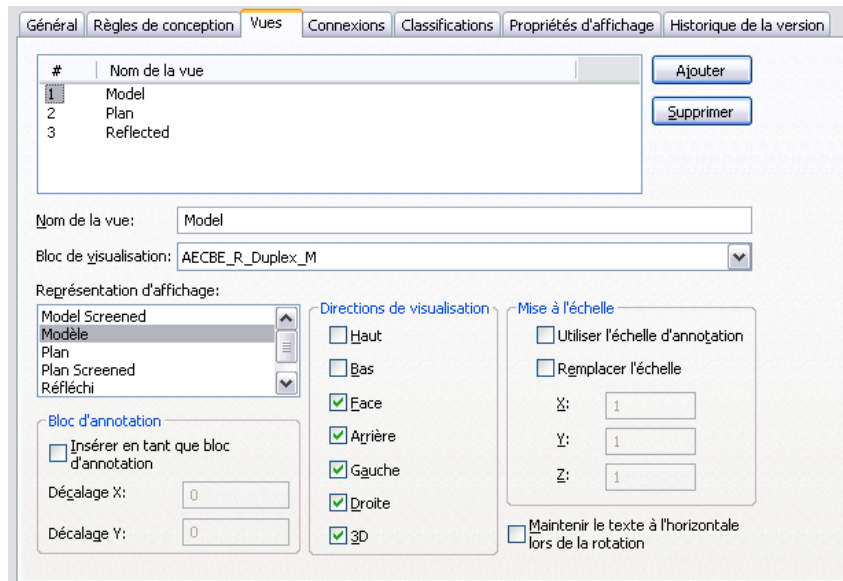 Général Règles de conception Vues Connexions Classifications Propriétés d'affichage Historique de la version
# Nom de la vue
1 Model
2 Plan
3 Reflected
Ajouter
Supprimer
Nom de la vue: Model
Bloc de visualisation: AECBE_R_Duplex_M
Représentation d'affichage:
Model Screened
Modèle
Plan
Plan Screened
Réfléchi
Bloc d'annotation
Insérer en tant que bloc
d'annotation
Décalage X: 0
Décalage Y: 0
Directions de visualisation
Haut
Bas
Face
Arrière
Gauche
Droite
3D
Mise à l'échelle
Utiliser l'échelle d'annotation
Remplacer l'échelle
X: 1
Y: 1
Z: 1
Maintenir le texte à l'horizontale
lors de la rotation